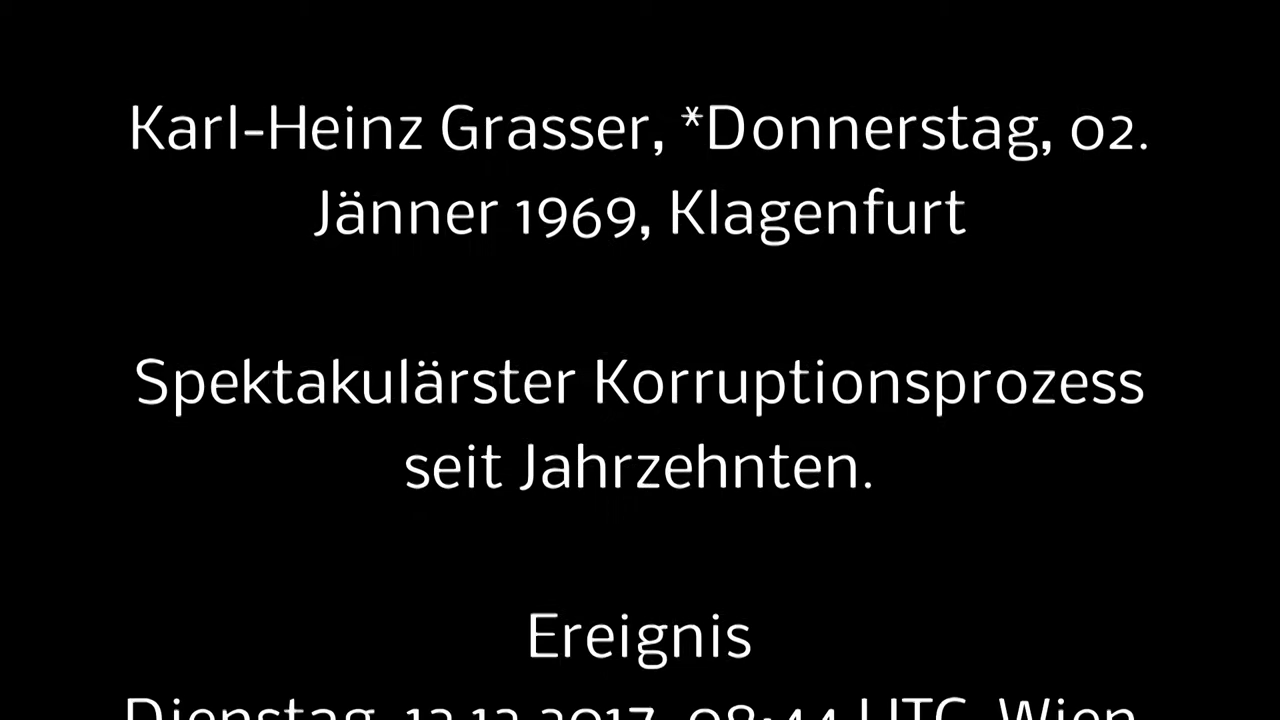 Karl-Heinz Grasser, *Donnerstag, 02.
Jänner 1969, Klagenfurt
Spektakulärster Korruptionsprozess
seit Jahrzehnten.
Ereignis
Dienstag, 12.12.2017, 08:44 UTC, Wien